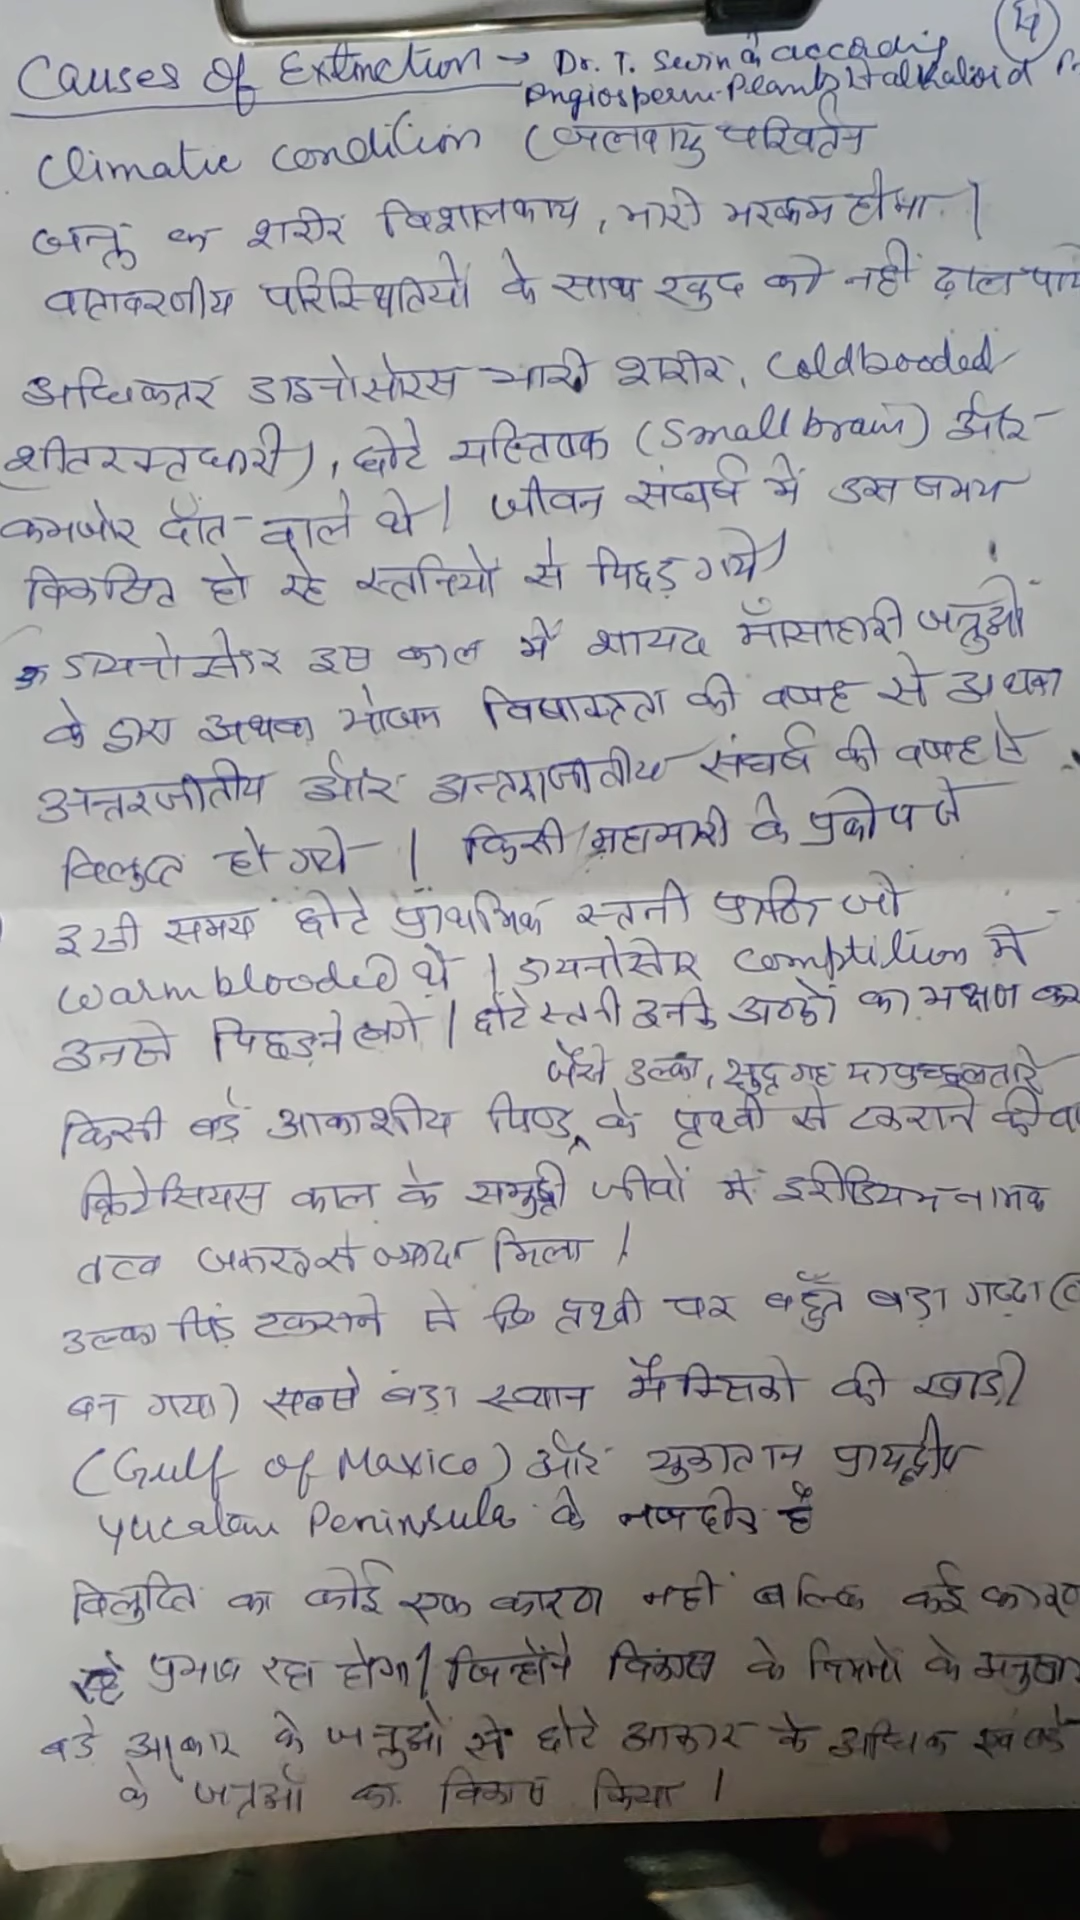 4
Causes of Extinction → Dr. T. Swin according
Angiosperm Plants Alkaloid
Climatic condition (जलवायु परिवर्तन
जन्तु का शरीर विशालकाय, भारी भरकम होना।
वातावरणीय परिस्थितियों के साथ खुद को नहीं ढाल पाये
अधिकतर डाइनोसोरस भारी शरीर, Coldbooded
(शीतरक्तधारी), छोटे मस्तिष्क (Small brain) और
कमजोर दाँत वाले थे। जीवन संघर्ष में उस समय
विकसित हो रहे स्तनियों से पिछड़ गये।
डायनोसोर इस काल में शायद माँसाहारी जन्तुओं
के द्वारा अथवा भोजन विषाक्तता की वजह से अथवा
अन्तरजातीय और अन्तराजातीय संघर्ष की वजह से
विलुप्त हो गये। किसी महामारी के प्रकोप से
इसी समय छोटे प्राथमिक स्तनी प्राणि जो
warmblooded थे। डायनोसोर Comptition में
उनसे पिछड़ने लगे। छोटे स्तनी उनके अण्डों का भक्षण कर
जैसे उल्का, क्षुद्र ग्रह या पुच्छलतारे
किसी बड़े आकाशीय पिण्ड के पृथ्वी से टकराने की
क्रिटेसियस काल के समुद्री जीवों में इरीडियम नामक
तत्व जरूरत से ज्यादा मिला।
उल्का पिंड टकराने से कि पृथ्वी पर बहुँत बड़ा गड्ढा
बन गया) सबसे बड़ा स्थान मैक्सिको की खाड़ी
(Gulf of Maxico) और युकातान प्रायद्वीप
Yucatan Peninsula के नजदीक है
विलुप्ति का कोई एक कारण नहीं बल्कि कई कारण
रहे प्रभाव रहा होगा। जिन्होंने विकास के नियमों के अनुसार
बड़े आकार के जन्तुओं से छोटे आकार के अधिक
के जन्तुओं का विकास किया।